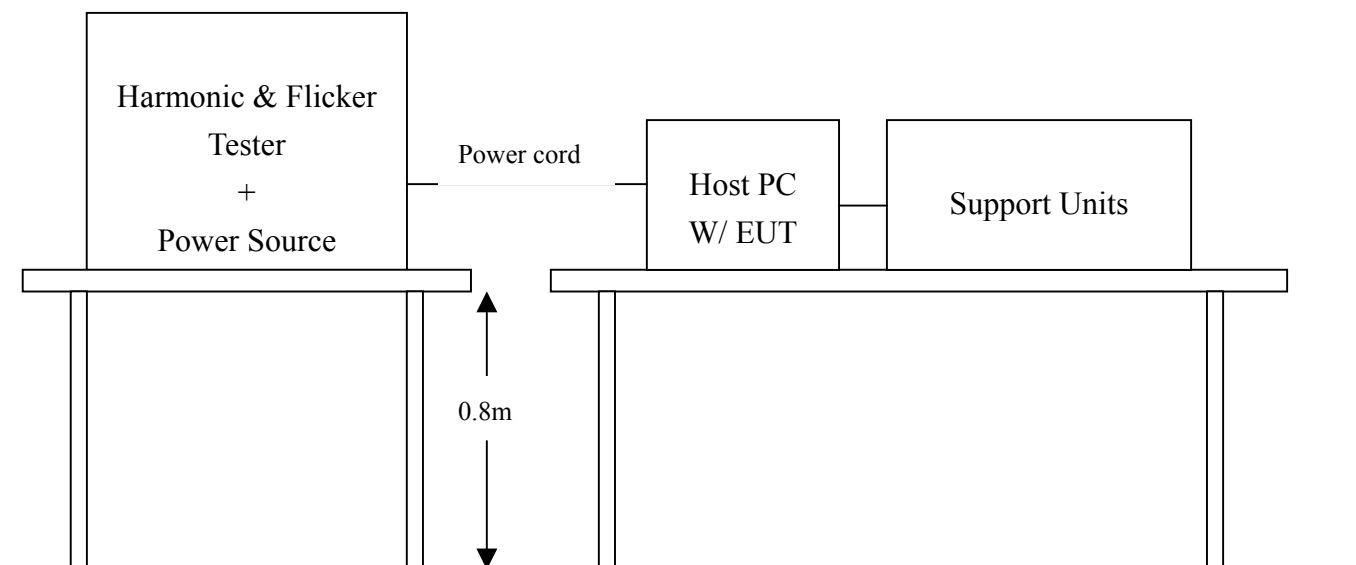 Harmonic & Flicker
Tester
+
Power Source
Power cord
Host PC
W/ EUT
Support Units
0.8m